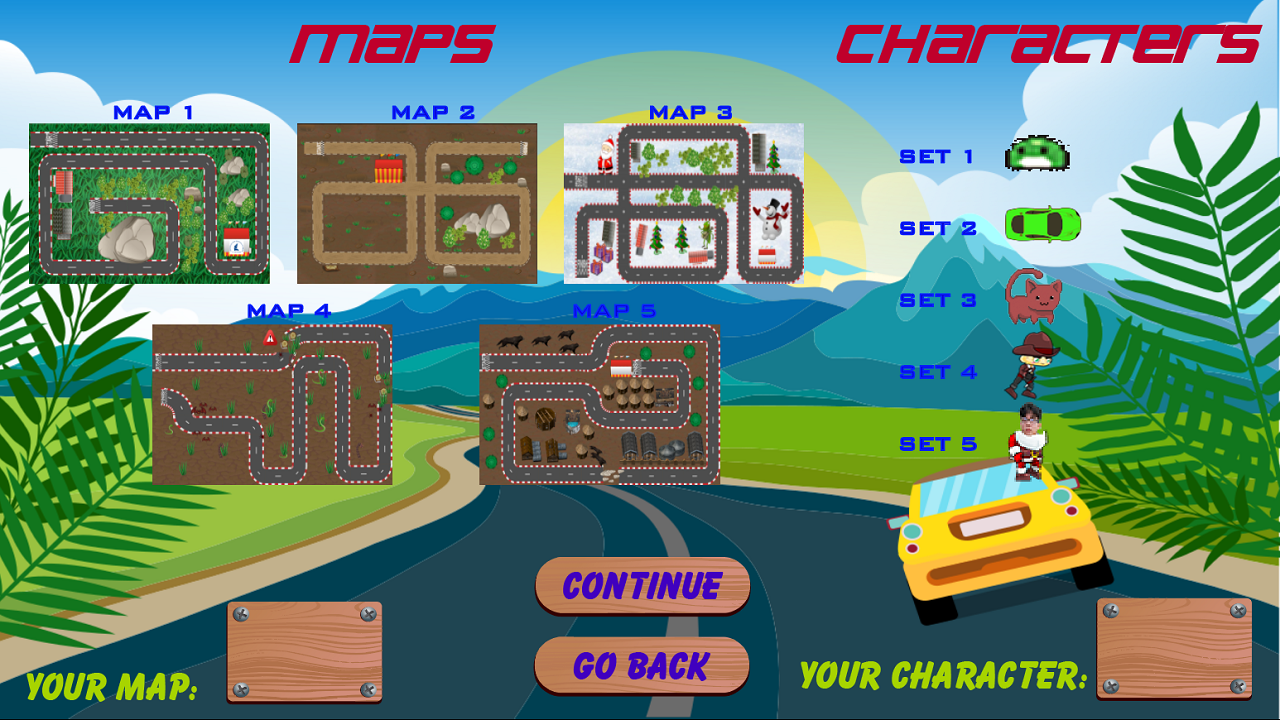 MAPS
CHARACTERS
MAP 1
MAP 2
MAP 3
SET 1
SET 2
SET 3
MAP 4
MAP 5
SET 4
SET 5
CONTINUE
GO BACK
YOUR MAP:
YOUR CHARACTER: